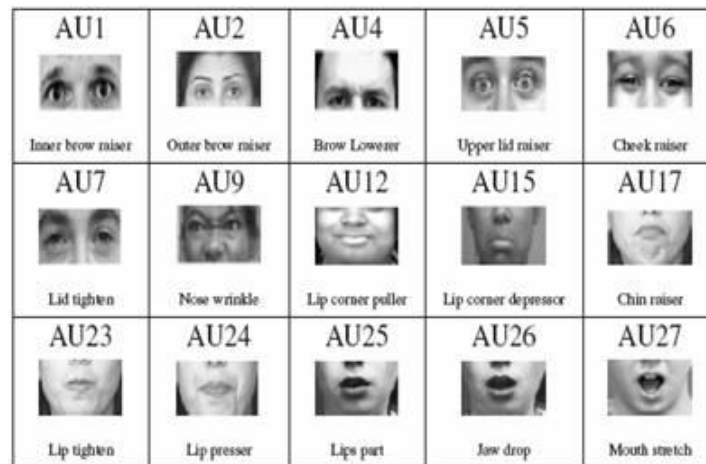 AU1 AU2 AU4 AU5 AU6
Inner brow raiser Outer brow raiser Brow Lowerer Upper lid raiser Cheek raiser
AU7 AU9 AU12 AU15 AU17
Lid tighten Nose wrinkle Lip corner puller Lip corner depressor Chin raiser
AU23 AU24 AU25 AU26 AU27
Lip tighten Lip presser Lips part Jaw drop Mouth stretch